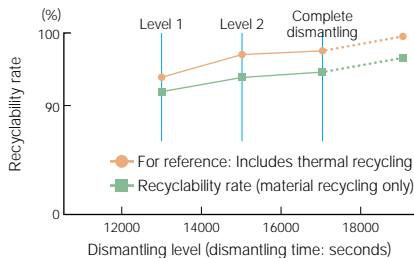 (%)
Level 1
Level 2
Complete
dismantling
100
90
0
Recyclability rate
For reference: Includes thermal recycling
Recyclability rate (material recycling only)
12000
14000
16000
18000
Dismantling level (dismantling time: seconds)